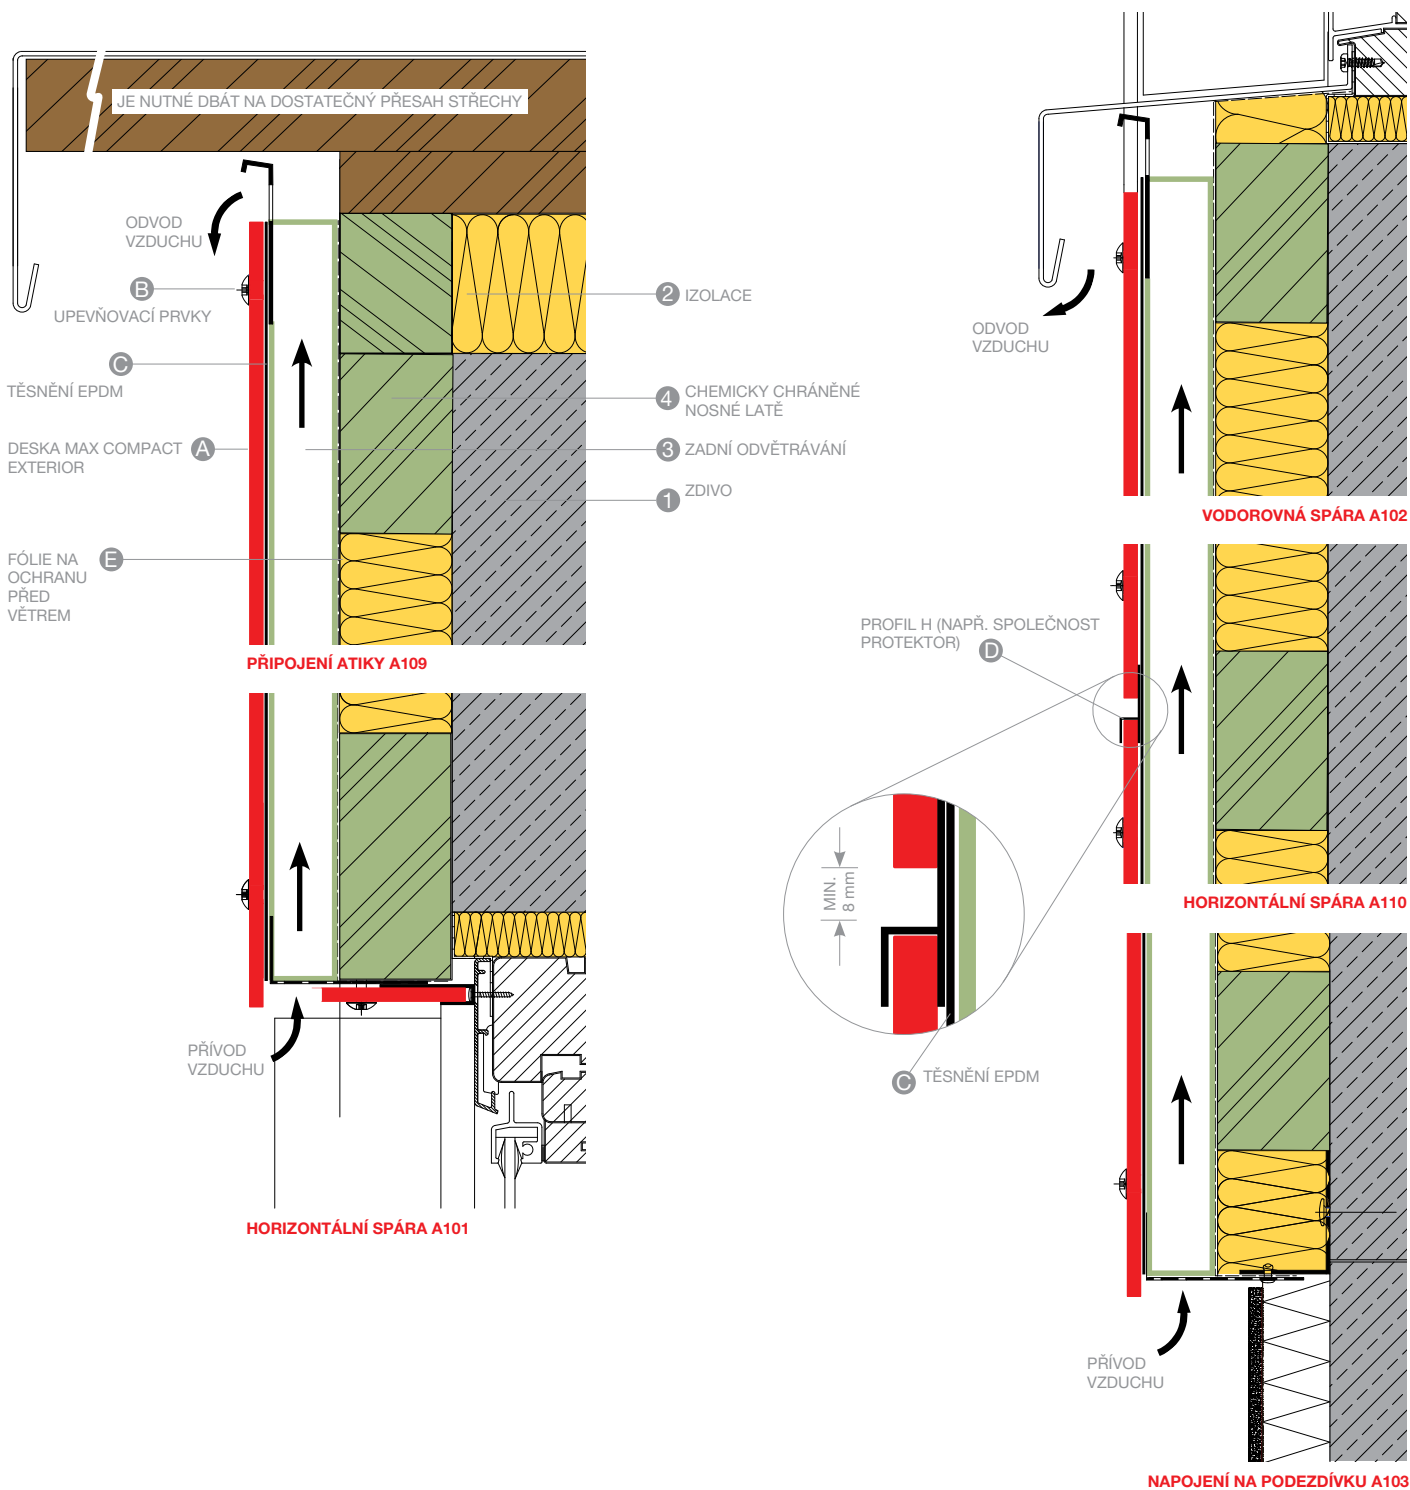 JE NUTNÉ DBÁT NA DOSTATEČNÝ PŘESAH STŘECHY
ODVOD
VZDUCHU
B
UPEVŇOVACÍ PRVKY
C
TĚSNĚNÍ EPDM
DESKA MAX COMPACT A
EXTERIOR
FÓLIE NA E
OCHRANU
PŘED
VĚTREM
2 IZOLACE
4 CHEMICKY CHRÁNĚNÉ
NOSNÉ LATĚ
3 ZADNÍ ODVĚTRÁVÁNÍ
1 ZDIVO
PŘIPOJENÍ ATIKY A109
PŘÍVOD
VZDUCHU
HORIZONTÁLNÍ SPÁRA A101
ODVOD
VZDUCHU
VODOROVNÁ SPÁRA A102
PROFIL H (NAPŘ. SPOLEČNOST
PROTEKTOR) D
MIN.
8 mm
C TĚSNĚNÍ EPDM
HORIZONTÁLNÍ SPÁRA A110
PŘÍVOD
VZDUCHU
NAPOJENÍ NA PODEZDÍVKU A103